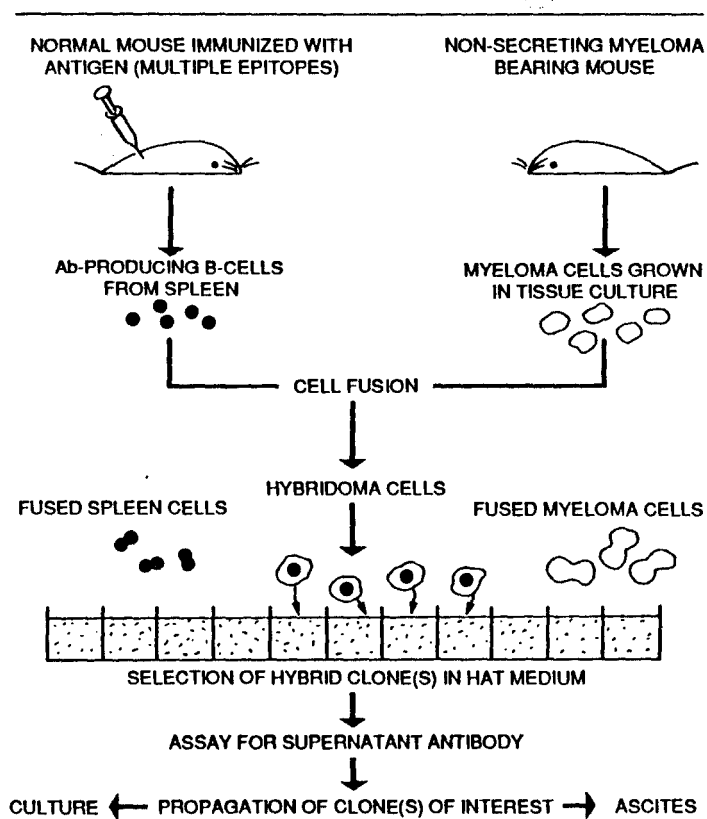 NORMAL MOUSE IMMUNIZED WITH
ANTIGEN (MULTIPLE EPITOPES)
NON-SECRETING MYELOMA
BEARING MOUSE
Ab-PRODUCING B-CELLS
FROM SPLEEN
MYELOMA CELLS GROWN
IN TISSUE CULTURE
CELL FUSION
HYBRIDOMA CELLS
FUSED SPLEEN CELLS
FUSED MYELOMA CELLS
SELECTION OF HYBRID CLONE(S) IN HAT MEDIUM
ASSAY FOR SUPERNATANT ANTIBODY
CULTURE PROPAGATION OF CLONE(S) OF INTEREST ASCITES